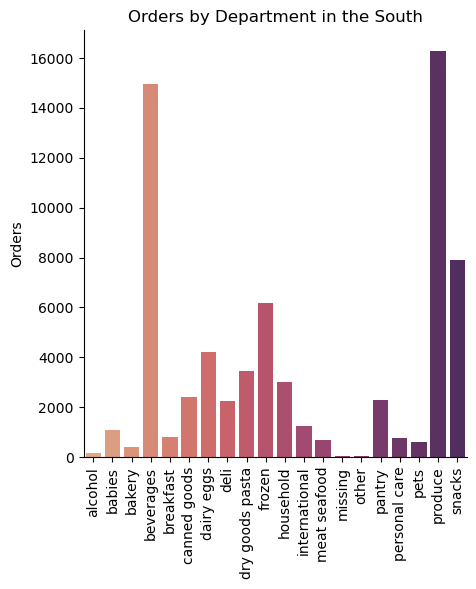 Orders by Department in the South
Orders
16000
14000
12000
10000
8000
6000
4000
2000
0
alcohol
babies
bakery
beverages
breakfast
canned goods
dairy eggs
deli
dry goods pasta
frozen
household
international
meat seafood
missing
other
pantry
personal care
pets
produce
snacks